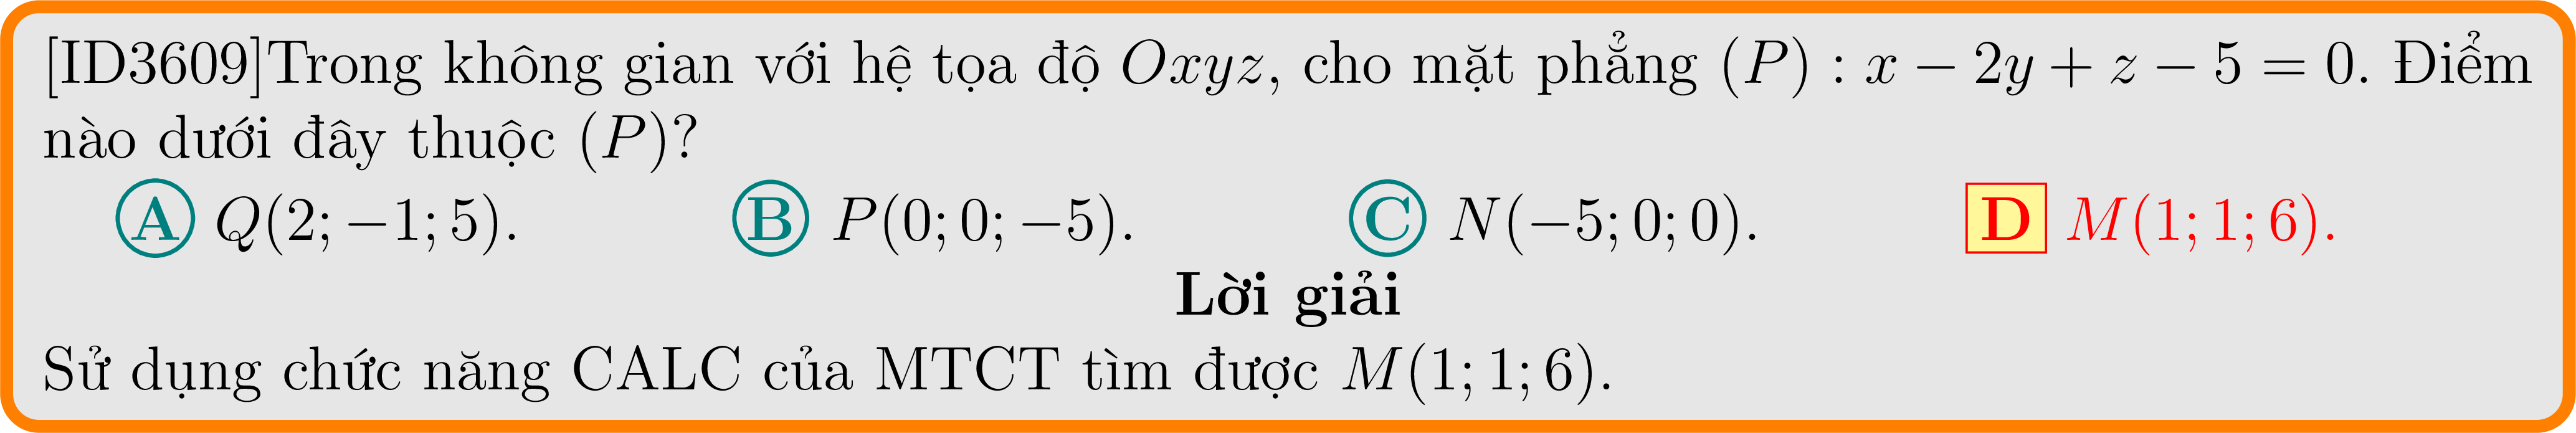 [ID3609]Trong không gian với hệ tọa độ Oxyz, cho mặt phẳng (P) : x − 2y + z − 5 = 0. Điểm
nào dưới đây thuộc (P)?
A Q(2; −1; 5). B P(0; 0; −5). C N(−5; 0; 0). D M(1; 1; 6).
Lời giải
Sử dụng chức năng CALC của MTCT tìm được M(1; 1; 6).